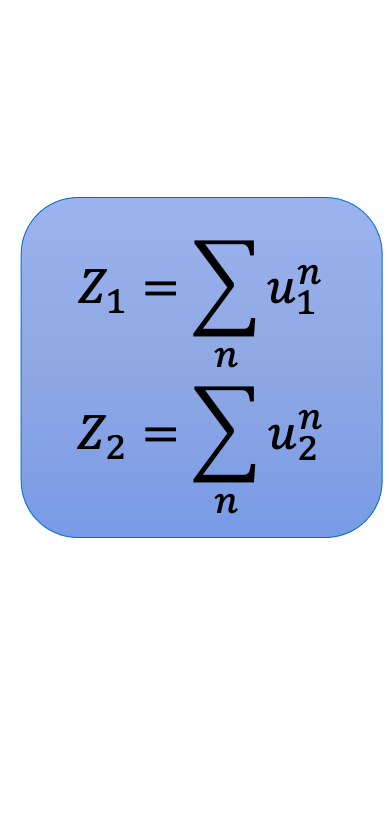 Z₁ = ∑ₙ u₁ⁿ
Z₂ = ∑ₙ u₂ⁿ